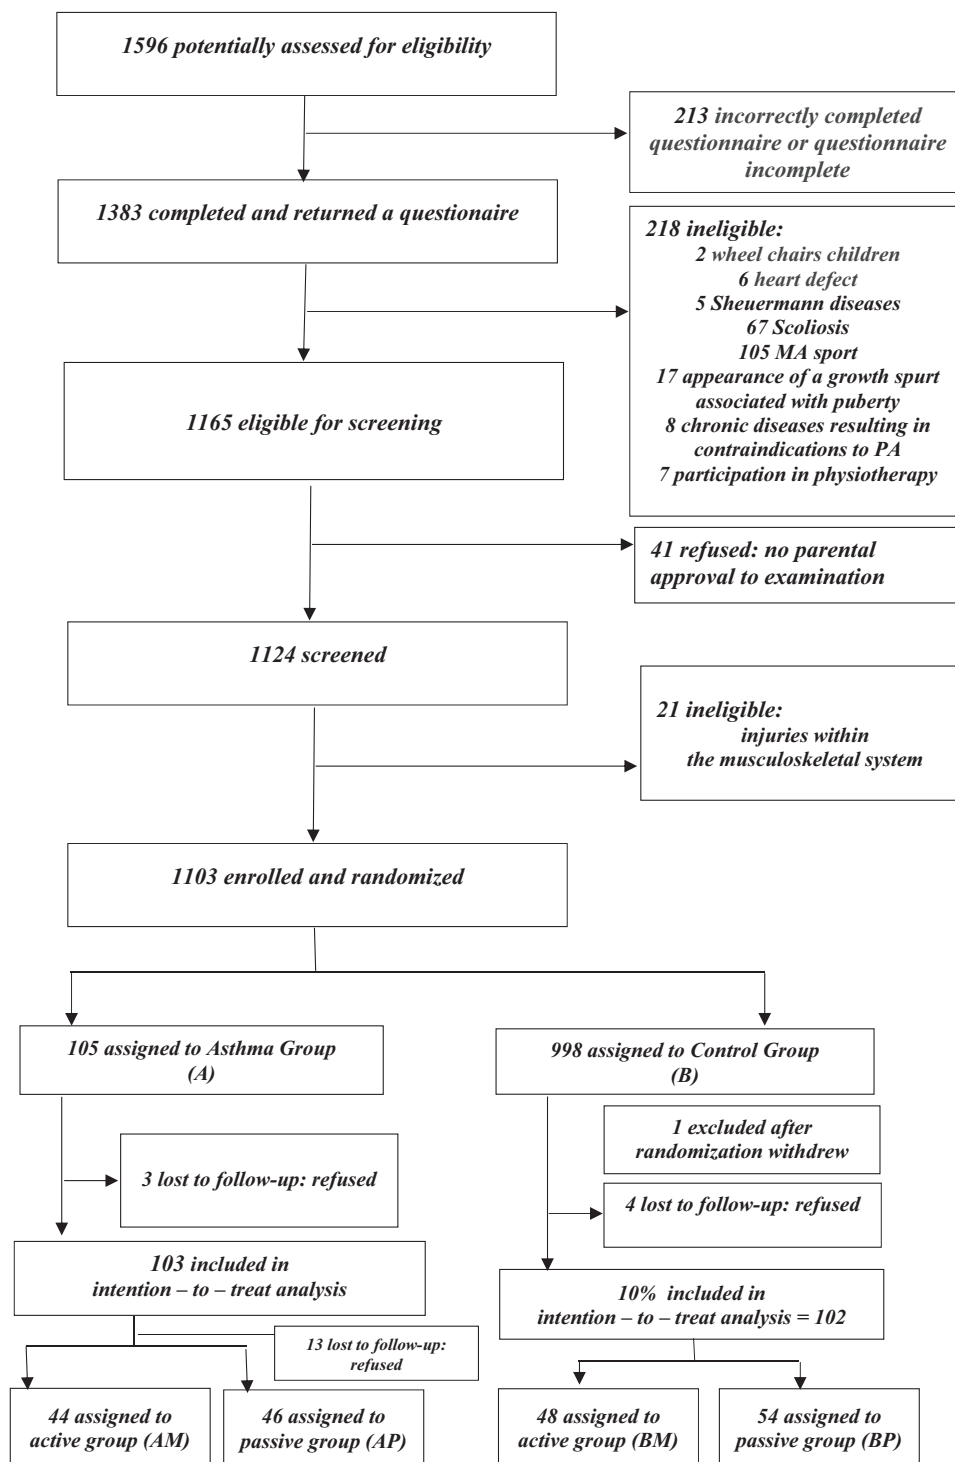 1596 potentially assessed for eligibility
213 incorrectly completed
questionnaire or questionnaire
incomplete
1383 completed and returned a questionaire
218 ineligible:
2 wheel chairs children
6 heart defect
5 Sheuermann diseases
67 Scoliosis
105 MA sport
17 appearance of a growth spurt
associated with puberty
8 chronic diseases resulting in
contraindications to PA
7 participation in physiotherapy
1165 eligible for screening
41 refused: no parental
approval to examination
1124 screened
21 ineligible:
injuries within
the musculoskeletal system
1103 enrolled and randomized
105 assigned to Asthma Group
(A)
998 assigned to Control Group
(B)
1 excluded after
randomization withdrew
3 lost to follow-up: refused
4 lost to follow-up: refused
103 included in
intention – to – treat analysis
10% included in
intention – to – treat analysis = 102
13 lost to follow-up:
refused
44 assigned to
active group (AM)
46 assigned to
passive group (AP)
48 assigned to
active group (BM)
54 assigned to
passive group (BP)